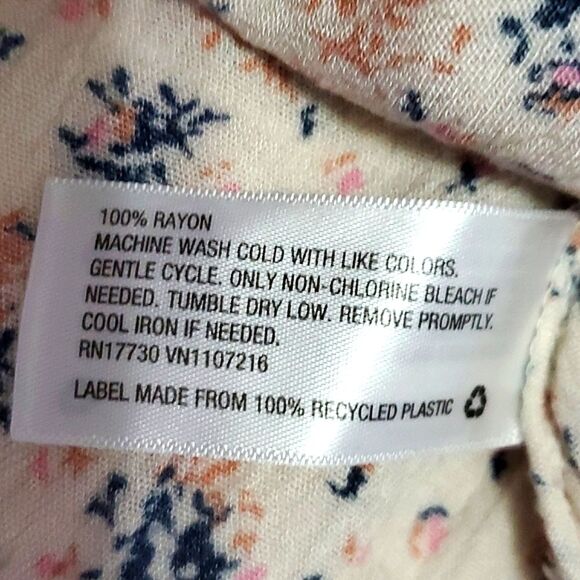 100% RAYON
MACHINE WASH COLD WITH LIKE COLORS.
GENTLE CYCLE. ONLY NON-CHLORINE BLEACH IF
NEEDED. TUMBLE DRY LOW. REMOVE PROMPTLY.
COOL IRON IF NEEDED.
RN17730 VN1107216
LABEL MADE FROM 100% RECYCLED PLASTIC